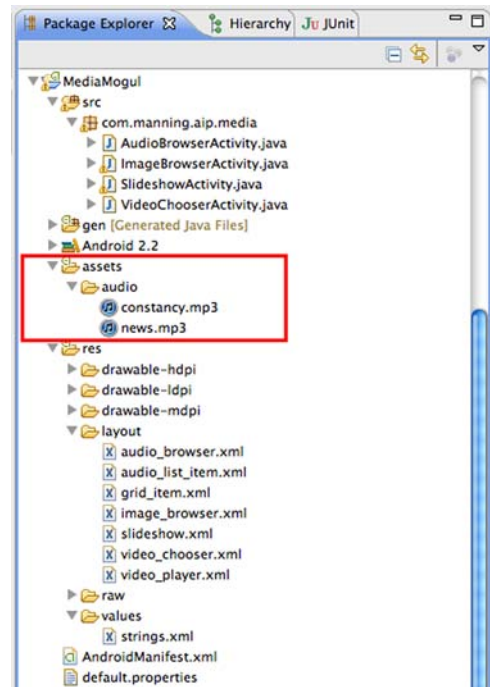 Package Explorer
Hierarchy
Ju JUnit
MediaMogul
src
com.manning.aip.media
AudioBrowserActivity.java
ImageBrowserActivity.java
SlideshowActivity.java
VideoChooserActivity.java
gen [Generated Java Files]
Android 2.2
assets
audio
constancy.mp3
news.mp3
res
drawable-hdpi
drawable-ldpi
drawable-mdpi
layout
audio_browser.xml
audio_list_item.xml
grid_item.xml
image_browser.xml
slideshow.xml
video_chooser.xml
video_player.xml
raw
values
strings.xml
AndroidManifest.xml
default.properties